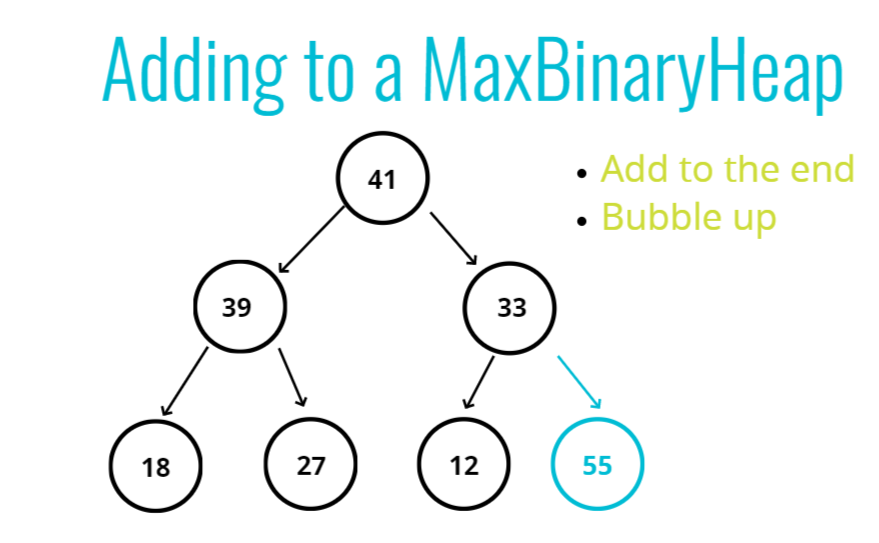 Adding to a MaxBinaryHeap
41
• Add to the end
• Bubble up
39
33
18
27
12
55